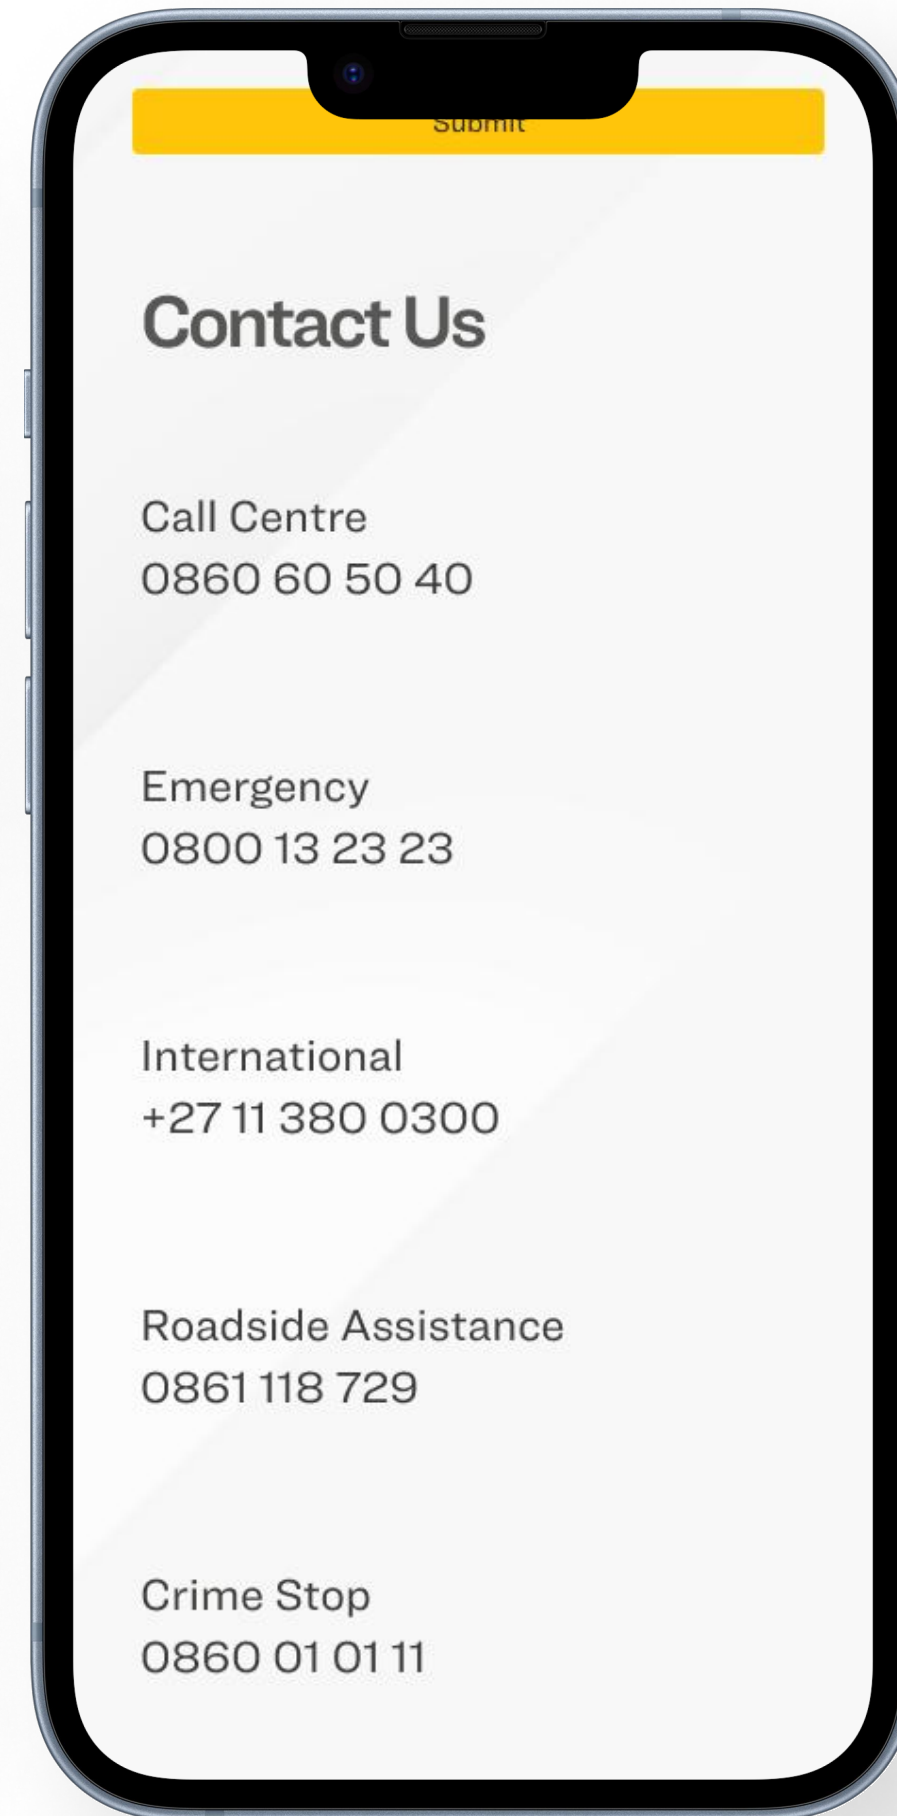 Submit
Contact Us
Call Centre
0860 60 50 40
Emergency
0800 13 23 23
International
+27 11 380 0300
Roadside Assistance
0861 118 729
Crime Stop
0860 01 01 11